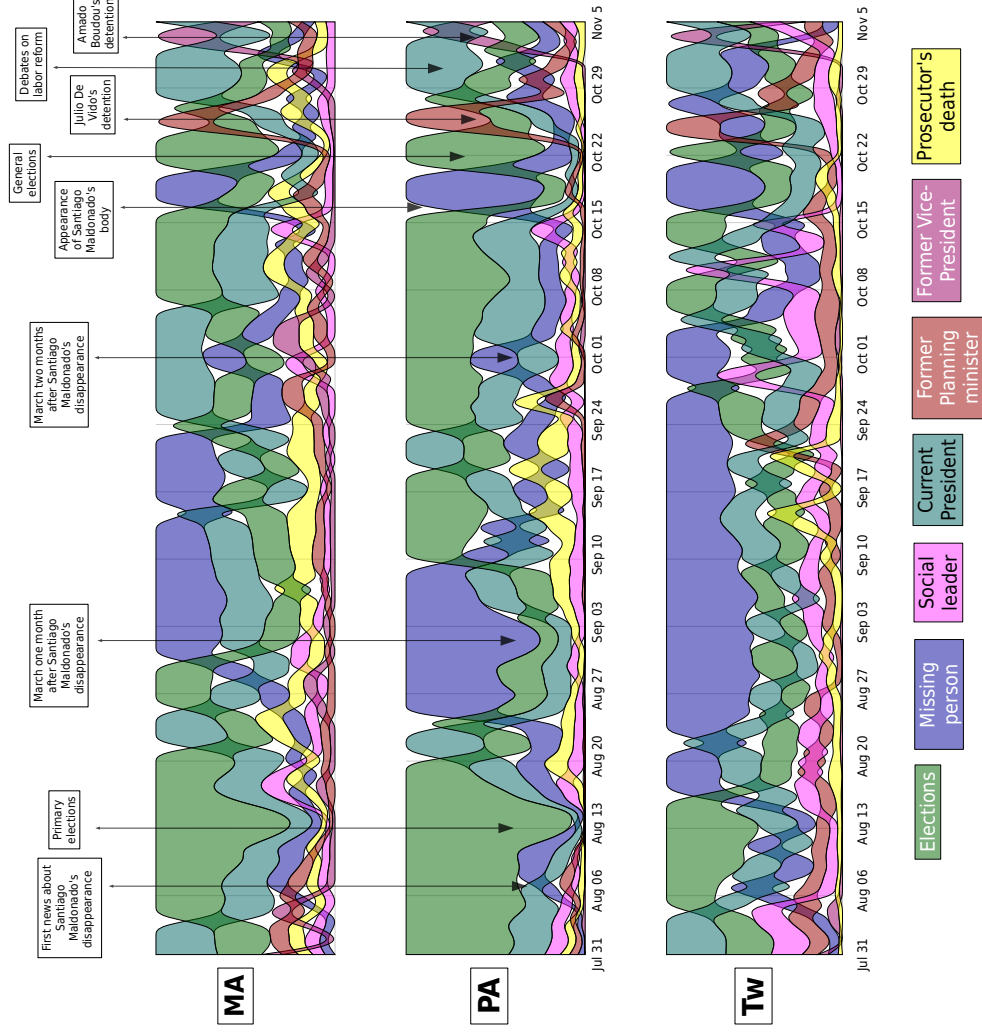 First news about
Santiago
Maldonado's
disappearance
Primary
elections
March one month
after Santiago
Maldonado's
disappearance
March two months
after Santiago
Maldonado's
disappearance
Appearance
of Santiago
Maldonado's
body
General
elections
Julio De
Vido's
detention
Debates on
labor reform
Amado
Boudou's
detention
MA
PA
Jul 31
Aug 06
Aug 13
Aug 20
Aug 27
Sep 03
Sep 10
Sep 17
Sep 24
Oct 01
Oct 08
Oct 15
Oct 22
Oct 29
Nov 5
Tw
Jul 31
Aug 06
Aug 13
Aug 20
Aug 27
Sep 03
Sep 10
Sep 17
Sep 24
Oct 01
Oct 08
Oct 15
Oct 22
Oct 29
Nov 5
Elections
Missing
person
Social
leader
Current
President
Former
Planning
minister
Former Vice-
President
Prosecutor's
death